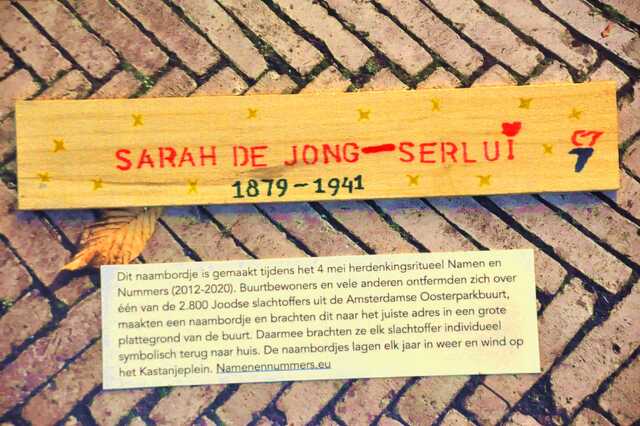 SARAH DE JONG-SERLUI
1879-1941
Dit naambordje is gemaakt tijdens het 4 mei herdenkingsritueel Namen en
Nummers (2012-2020). Buurtbewoners en vele anderen ontfermden zich over
één van de 2.800 Joodse slachtoffers uit de Amsterdamse Oosterparkbuurt,
maakten een naambordje en brachten dit naar het juiste adres in een grote
plattegrond van de buurt. Daarmee brachten ze elk slachtoffer individueel
symbolisch terug naar huis. De naambordjes lagen elk jaar in weer en wind op
het Kastanjeplein. Namenennummers.eu